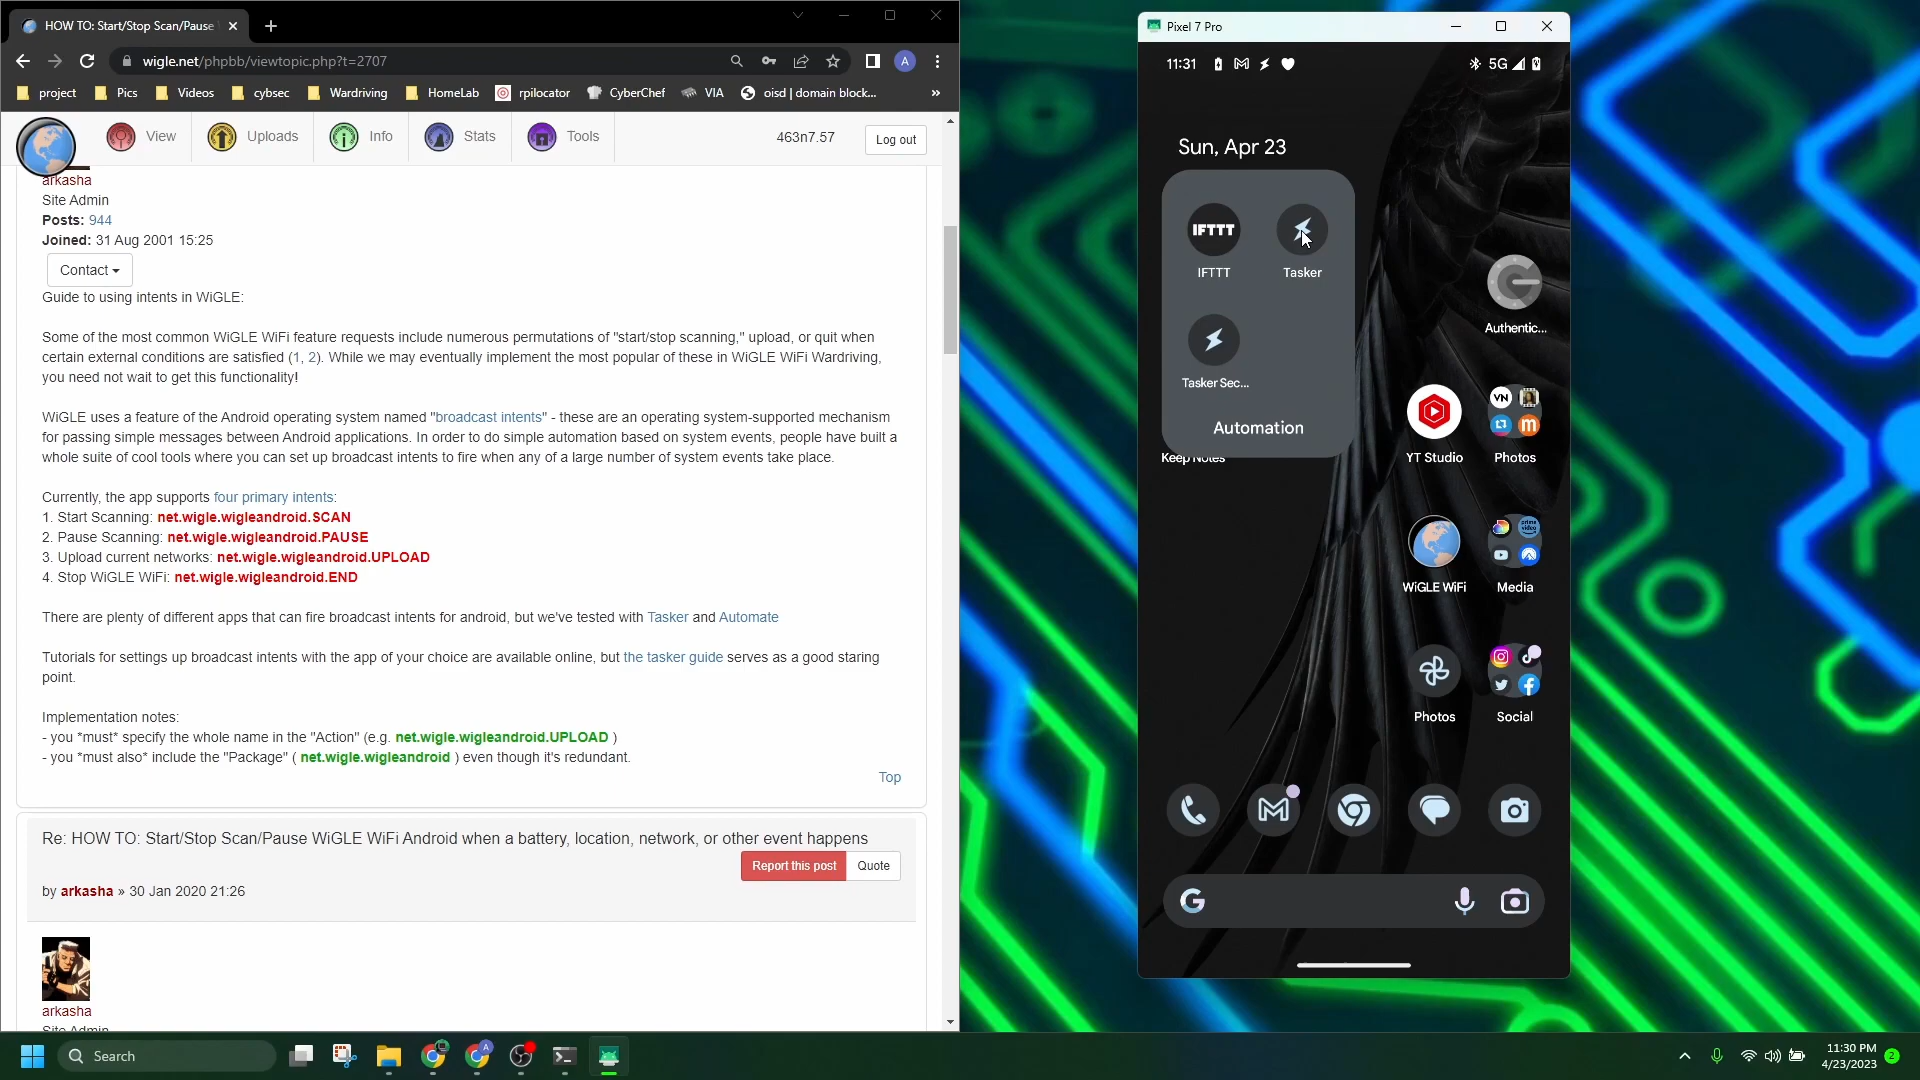 HOW TO: Start/Stop Scan/Pause
wigle.net/phpbb/viewtopic.php?t=2707
A
project
Pics
Videos
cybsec
Wardriving
HomeLab
rpilocator
CyberChef
VIA
oisd | domain block...
»
View
Uploads
Info
Stats
Tools
463n7.57
Log out
arkasha
Site Admin
Posts: 944
Joined: 31 Aug 2001 15:25
Contact
Guide to using intents in WiGLE:
Some of the most common WiGLE WiFi feature requests include numerous permutations of "start/stop scanning," upload, or quit when
certain external conditions are satisfied (1, 2). While we may eventually implement the most popular of these in WiGLE WiFi Wardriving,
you need not wait to get this functionality!
WiGLE uses a feature of the Android operating system named "broadcast intents" - these are an operating system-supported mechanism
for passing simple messages between Android applications. In order to do simple automation based on system events, people have built a
whole suite of cool tools where you can set up broadcast intents to fire when any of a large number of system events take place.
Currently, the app supports four primary intents:
1. Start Scanning: net.wigle.wigleandroid.SCAN
2. Pause Scanning: net.wigle.wigleandroid.PAUSE
3. Upload current networks: net.wigle.wigleandroid.UPLOAD
4. Stop WiGLE WiFi: net.wigle.wigleandroid.END
There are plenty of different apps that can fire broadcast intents for android, but we've tested with Tasker and Automate
Tutorials for settings up broadcast intents with the app of your choice are available online, but the tasker guide serves as a good staring
point.
Implementation notes:
- you *must* specify the whole name in the "Action" (e.g. net.wigle.wigleandroid.UPLOAD )
- you *must also* include the "Package" ( net.wigle.wigleandroid ) even though it's redundant.
Top
Re: HOW TO: Start/Stop Scan/Pause WiGLE WiFi Android when a battery, location, network, or other event happens
Report this post
Quote
by arkasha » 30 Jan 2020 21:26
arkasha
Site Admin
Pixel 7 Pro
11:31
5G
Sun, Apr 23
IFTTT
IFTTT
Tasker
Tasker Sec...
Automation
Keep Notes
Authentic...
YT Studio
VN
Photos
prime video
WiGLE WiFi
Media
Photos
Social
G
Search
A
11:30 PM
4/23/2023
2